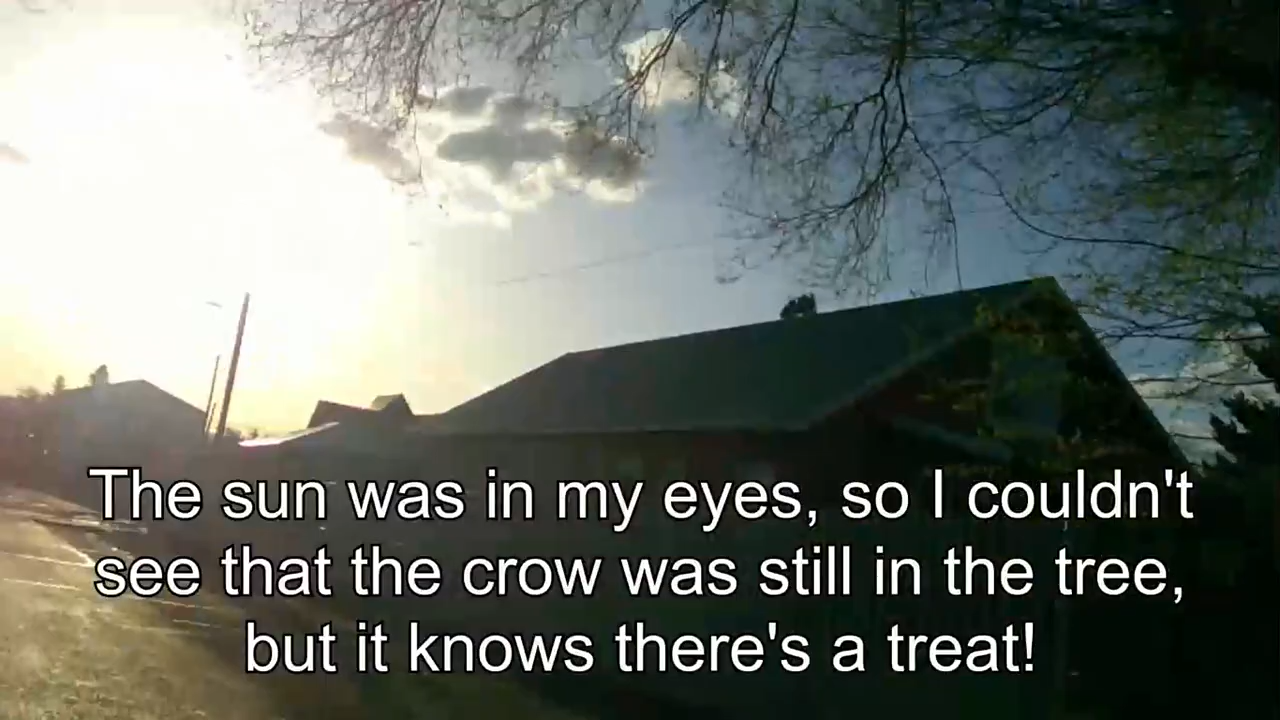 The sun was in my eyes, so I couldn't
see that the crow was still in the tree,
but it knows there's a treat!